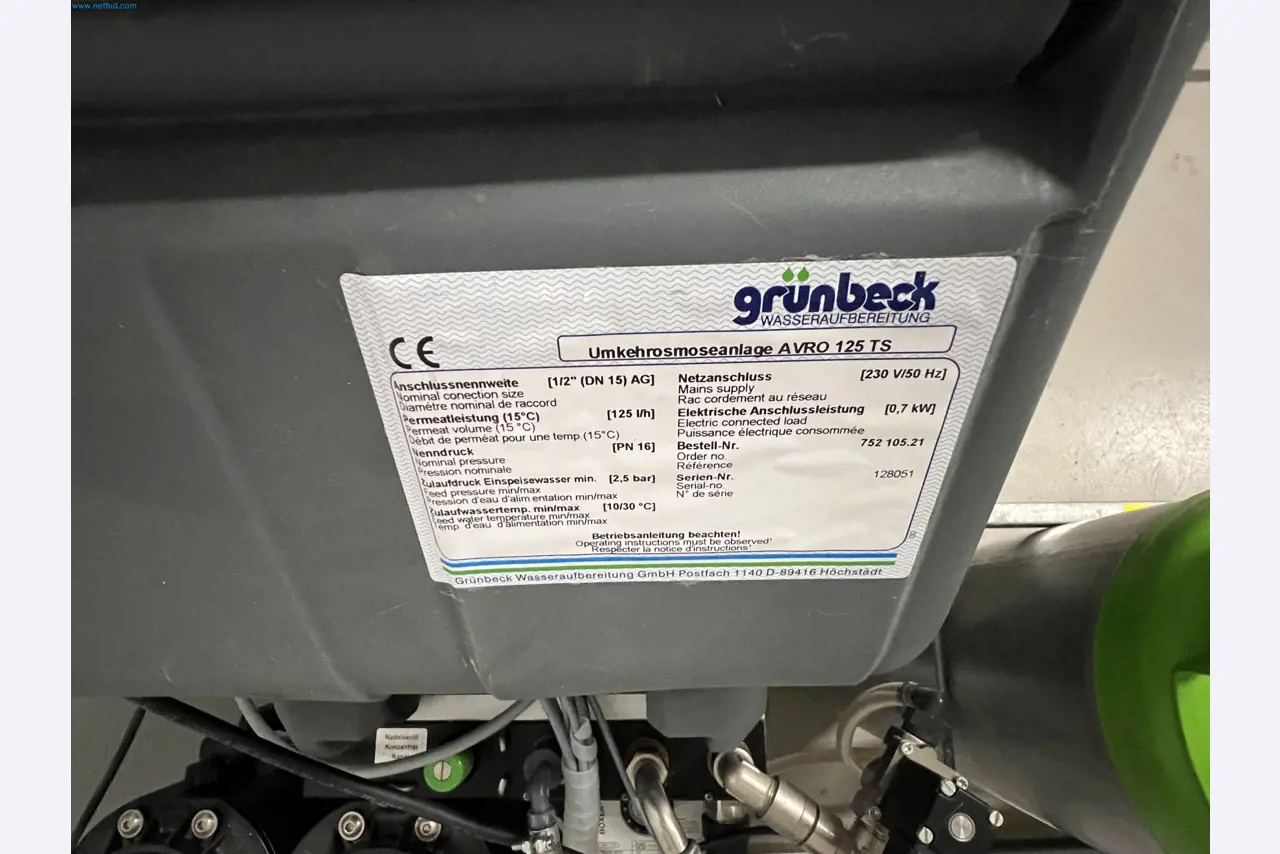 www.netbid.com
grünbeck
WASSERAUFBEREITUNG
CE
Umkehrosmoseanlage AVRO 125 TS
Anschlussnennweite [1/2" (DN 15) AG]
Nominal conection size
Diamétre nominal de raccord
Permeatleistung (15°C) [125 l/h]
Permeat volume (15 °C)
Débit de perméat pour une temp.(15°C)
Nenndruck [PN 16]
Nominal pressure
Pression nominale
Zulaufdruck Einspeisewasser min. [2,5 bar]
Feed pressure min/max
Pression d'eau d'alim entation min/max
Zulaufwassertemp. min/max [10/30 °C]
Feed water temperature min/max
Temp. d'eau d'alimentation min/max
Netzanschluss [230 V/50 Hz]
Mains supply
Rac cordement au réseau
Elektrische Anschlussleistung [0,7 kW]
Electric connected load
Puissance électrique consommée
Bestell-Nr. 752 105.21
Order no.
Référence
Serien-Nr. 128051
Serial-no.
N° de série
Betriebsanleitung beachten!
Operating instructions must be observed!
Respecter la notice d'instructions!
8
Grünbeck Wasseraufbereitung GmbH Postfach 1140 D-89416 Höchstädt
Nadelventil
Konzentrat